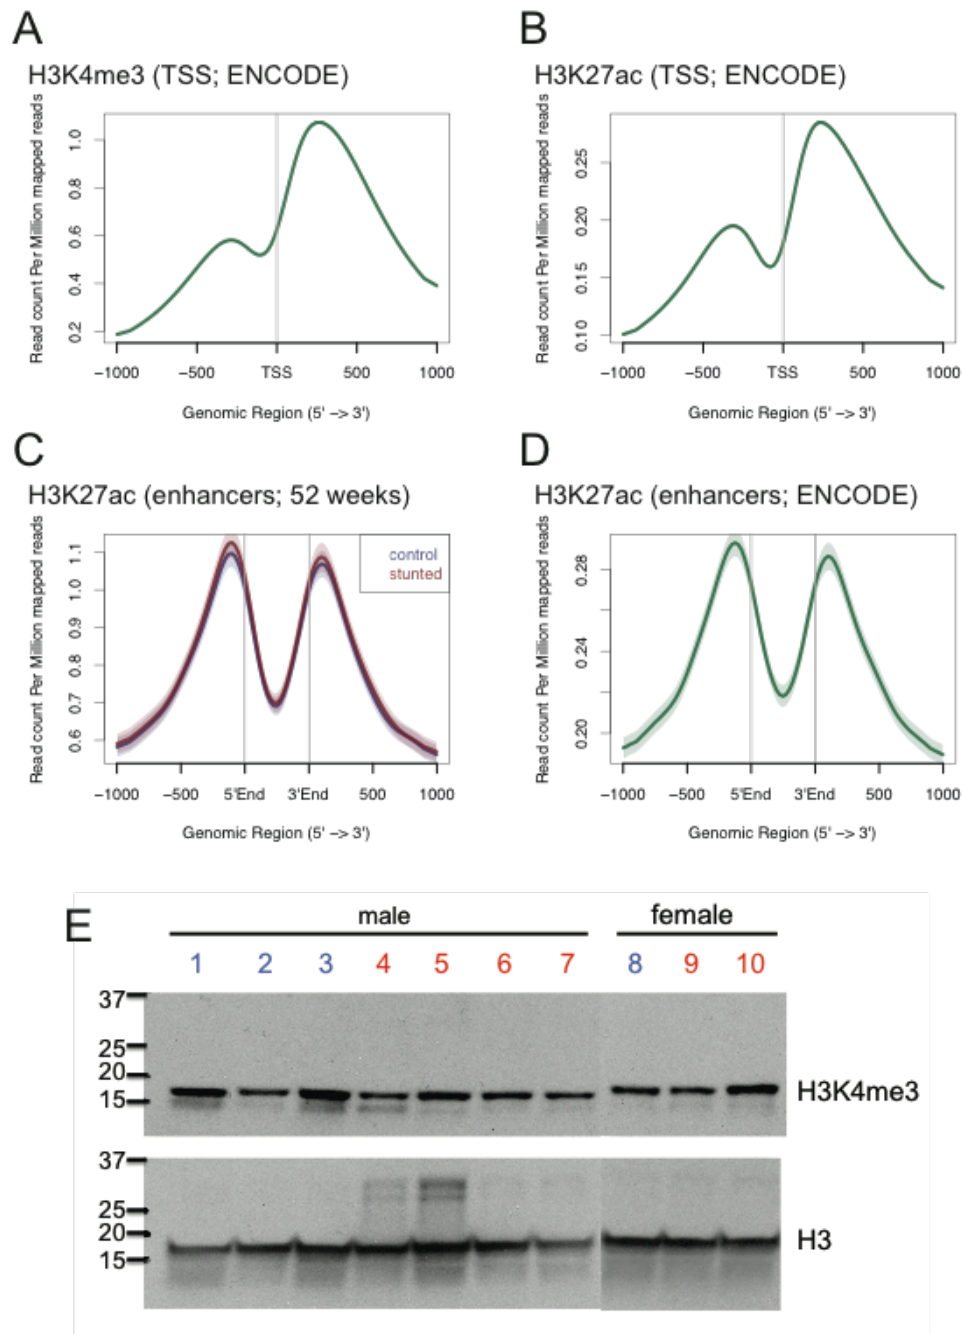 A
H3K4me3 (TSS; ENCODE)
Read count Per Million mapped reads
1.0
0.8
0.6
0.4
0.2
−1000 −500 TSS 500 1000
Genomic Region (5' −> 3')
B
H3K27ac (TSS; ENCODE)
Read count Per Million mapped reads
0.25
0.20
0.15
0.10
−1000 −500 TSS 500 1000
Genomic Region (5' −> 3')
C
H3K27ac (enhancers; 52 weeks)
Read count Per Million mapped reads
1.1
1.0
0.9
0.8
0.7
0.6
control
stunted
−1000 −500 5'End 3'End 500 1000
Genomic Region (5' −> 3')
D
H3K27ac (enhancers; ENCODE)
Read count Per Million mapped reads
0.28
0.24
0.20
−1000 −500 5'End 3'End 500 1000
Genomic Region (5' −> 3')
E
male female
1 2 3 4 5 6 7 8 9 10
37
25
20
15
H3K4me3
37
25
20
15
H3